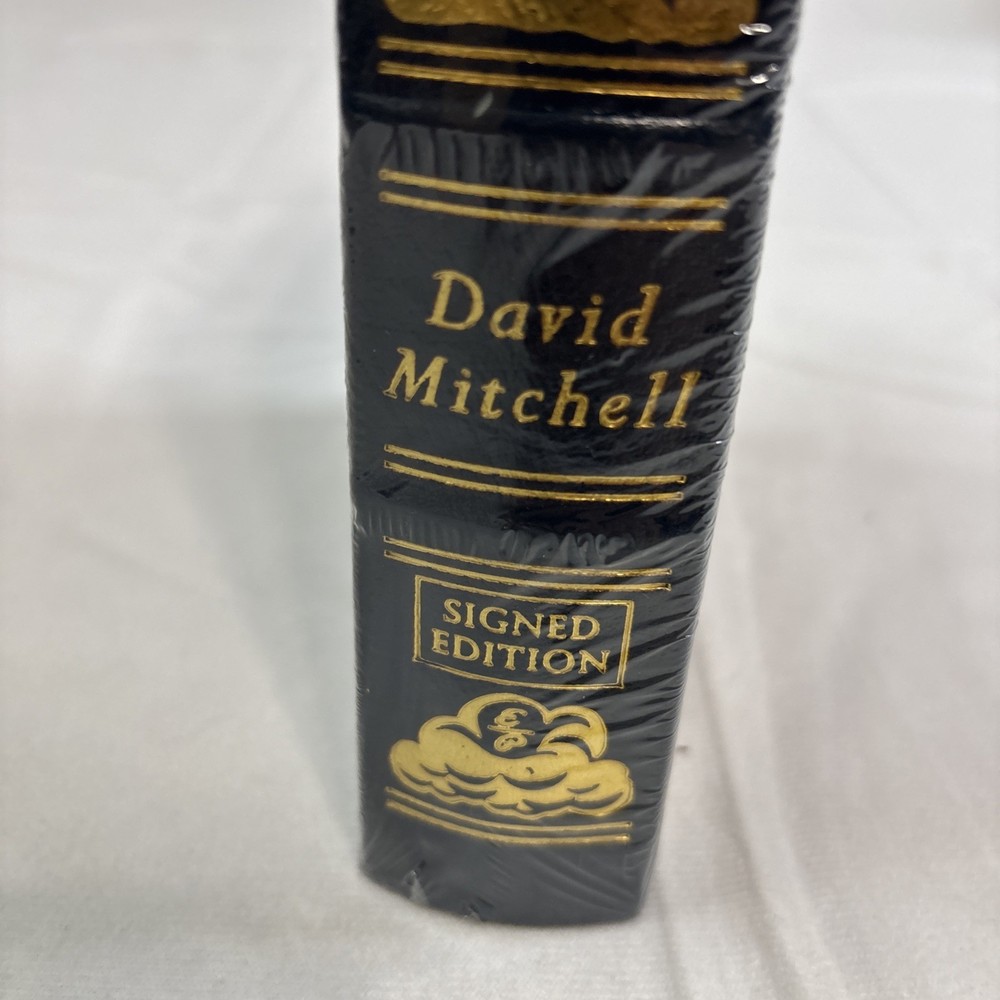 David
Mitchell
SIGNED
EDITION
E
P